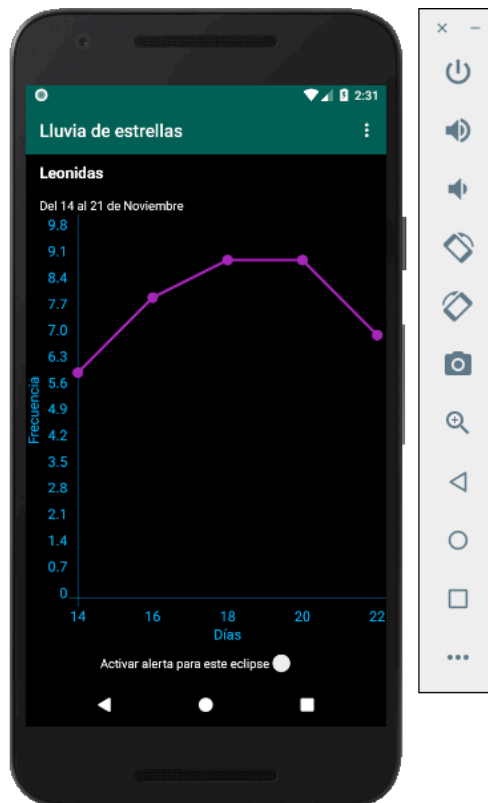 2:31
Lluvia de estrellas
Leonidas
Del 14 al 21 de Noviembre
9.8
9.1
8.4
7.7
7.0
6.3
5.6
4.9
4.2
3.5
2.8
2.1
1.4
0.7
0
Frecuencia
14 16 18 20 22
Días
Activar alerta para este eclipse